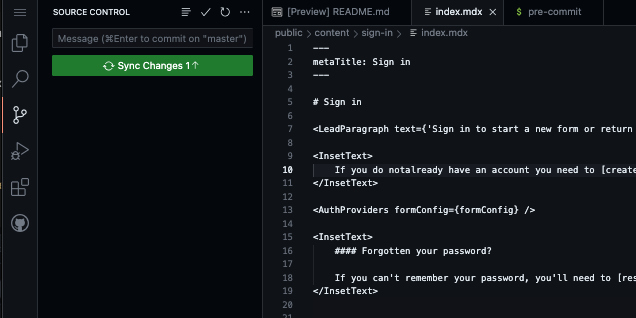 SOURCE CONTROL
Message (⌘Enter to commit on "master")
Sync Changes 1↑
[Preview] README.md
index.mdx
$ pre-commit
public > content > sign-in > index.mdx
1 ---
2 metaTitle: Sign in
3 ---
4
5 # Sign in
6
7 <LeadParagraph text={'Sign in to start a new form or return
8
9 <InsetText>
10 If you do notalready have an account you need to [create
11 </InsetText>
12
13 <AuthProviders formConfig={formConfig} />
14
15 <InsetText>
16 #### Forgotten your password?
17
18 If you can't remember your password, you'll need to [res
19 </InsetText>
20
21